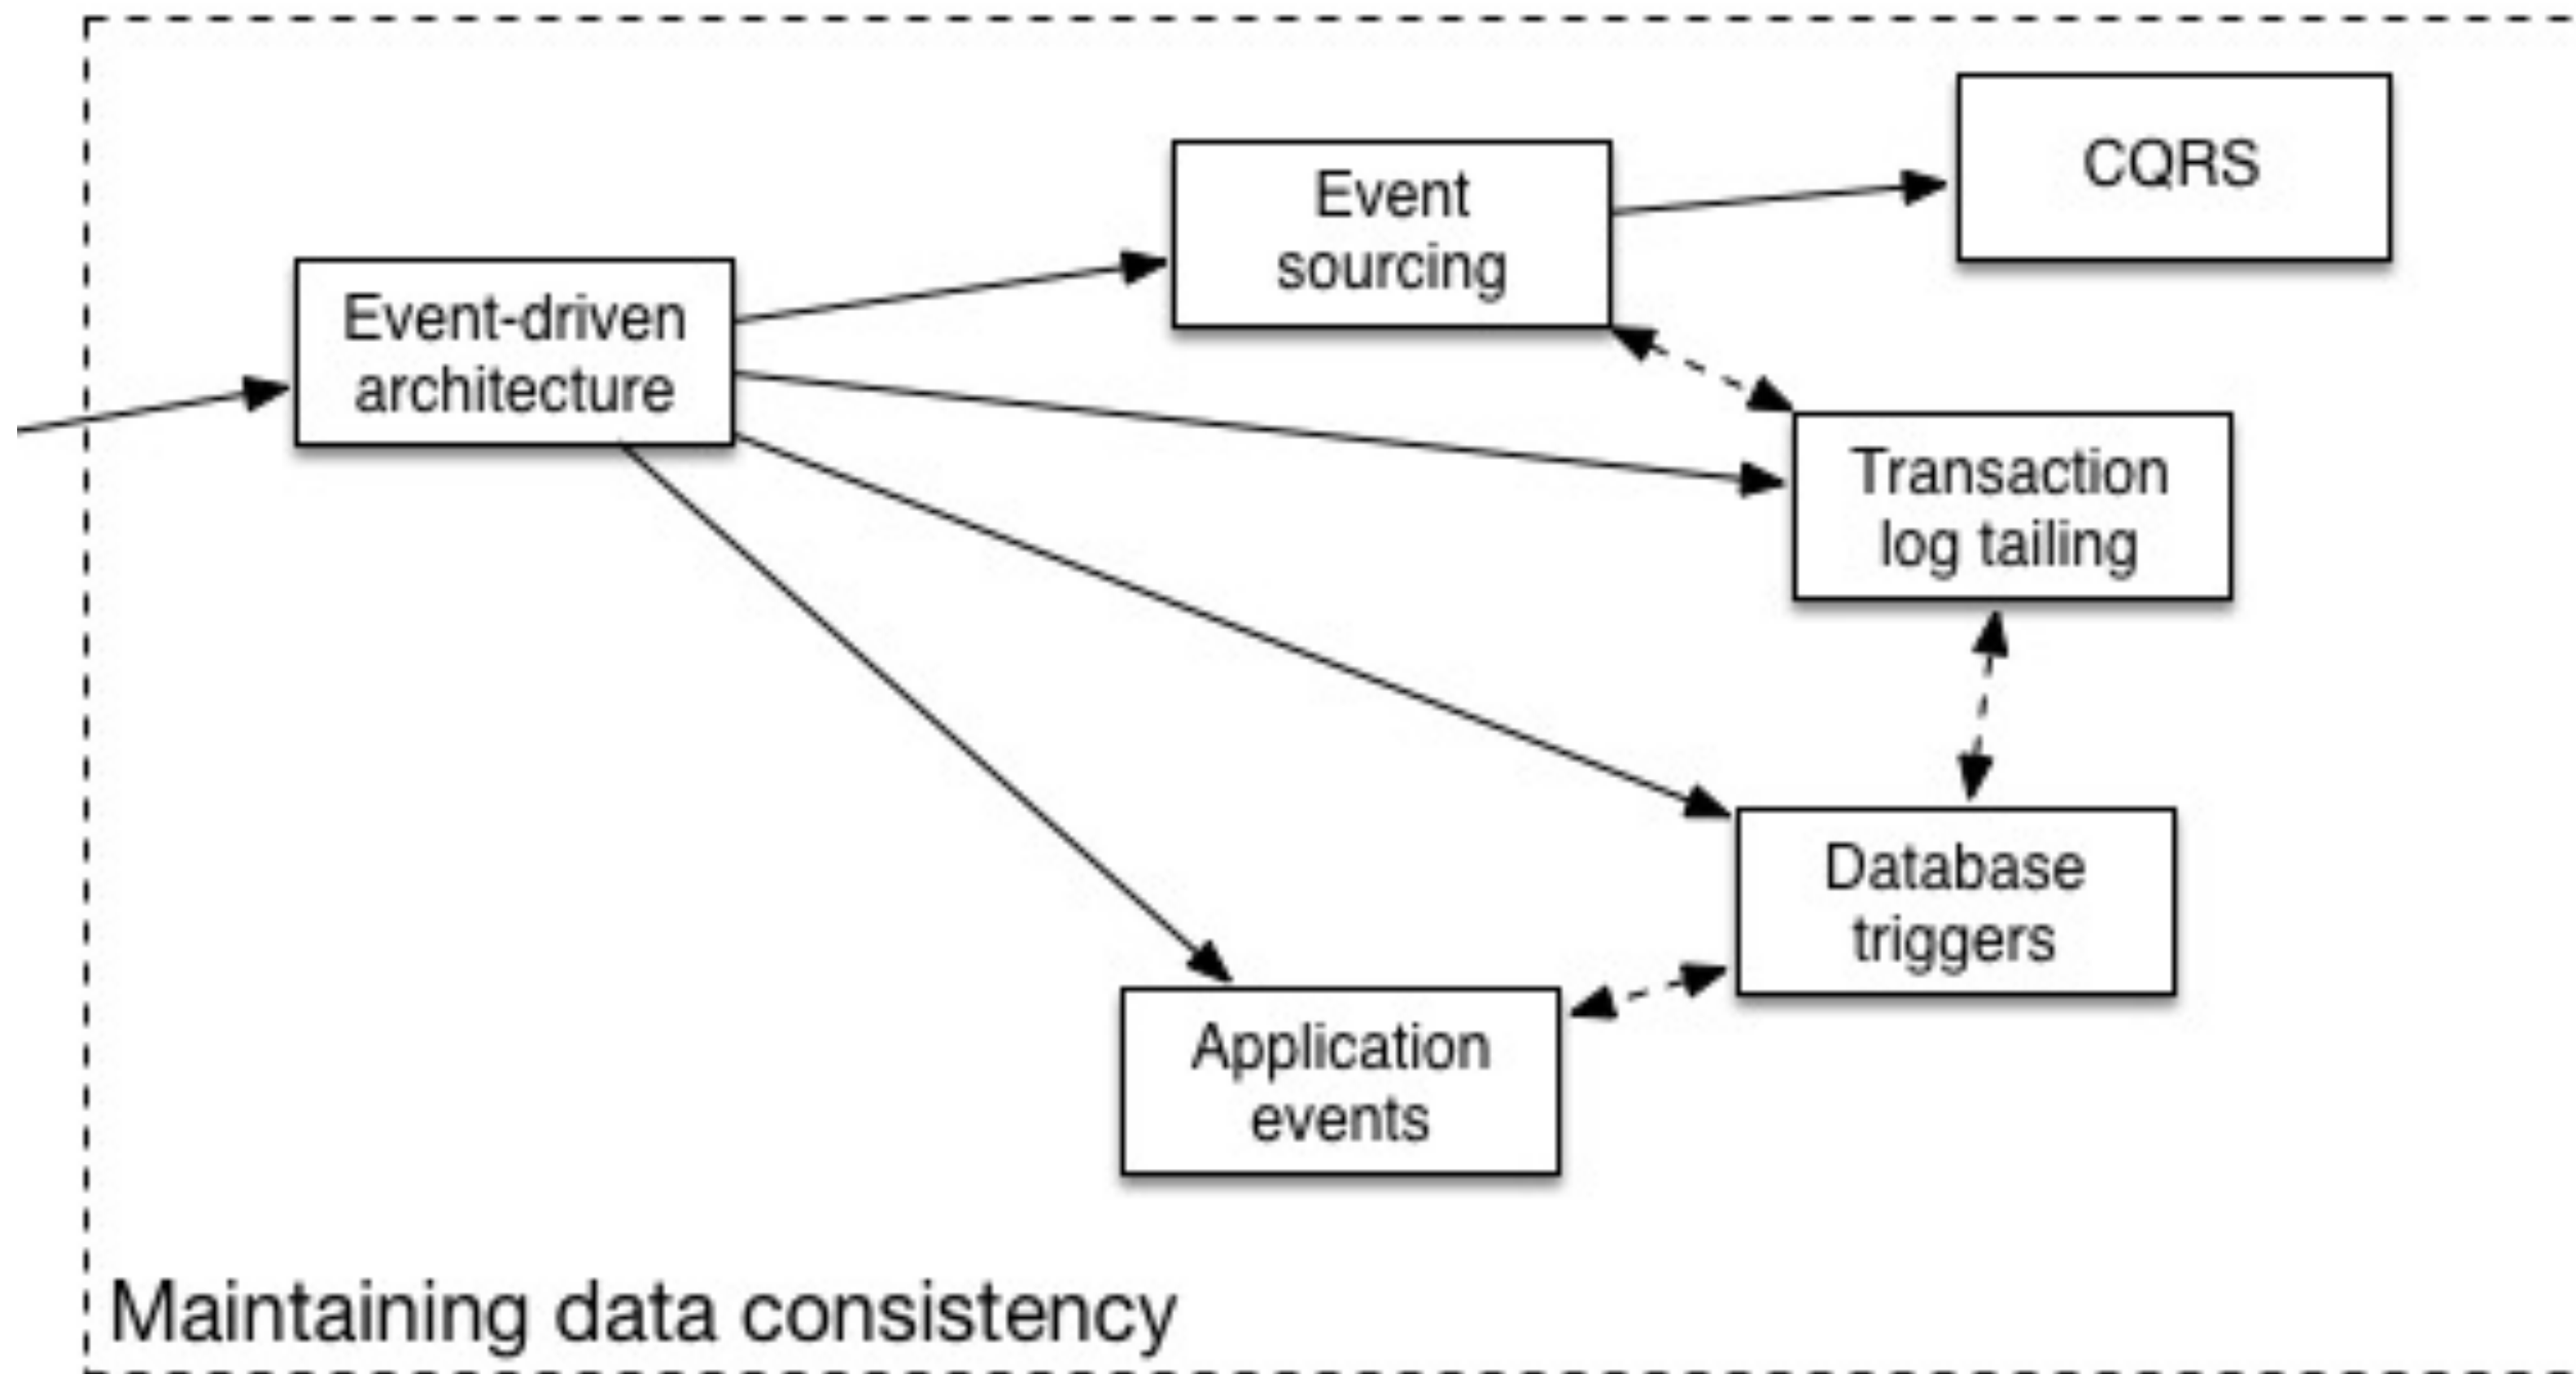 CQRS
Event
sourcing
Event-driven
architecture
Transaction
log tailing
Database
triggers
Application
events
Maintaining data consistency